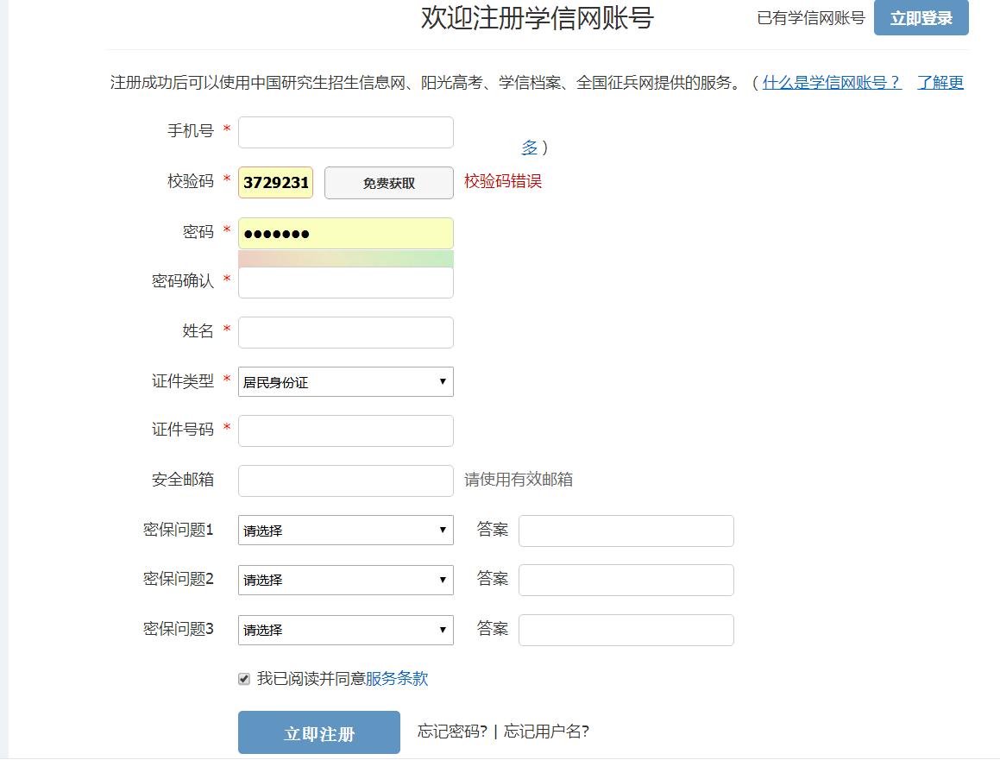 欢迎注册学信网账号 已有学信网账号 立即登录
注册成功后可以使用中国研究生招生信息网、阳光高考、学信档案、全国征兵网提供的服务。（什么是学信网账号？ 了解更
多）
手机号 *
校验码 * 3729231 免费获取 校验码错误
密码 * ●●●●●●●
密码确认 *
姓名 *
证件类型 * 居民身份证
证件号码 *
安全邮箱 请使用有效邮箱
密保问题1 请选择 答案
密保问题2 请选择 答案
密保问题3 请选择 答案
我已阅读并同意服务条款
立即注册 忘记密码? | 忘记用户名?